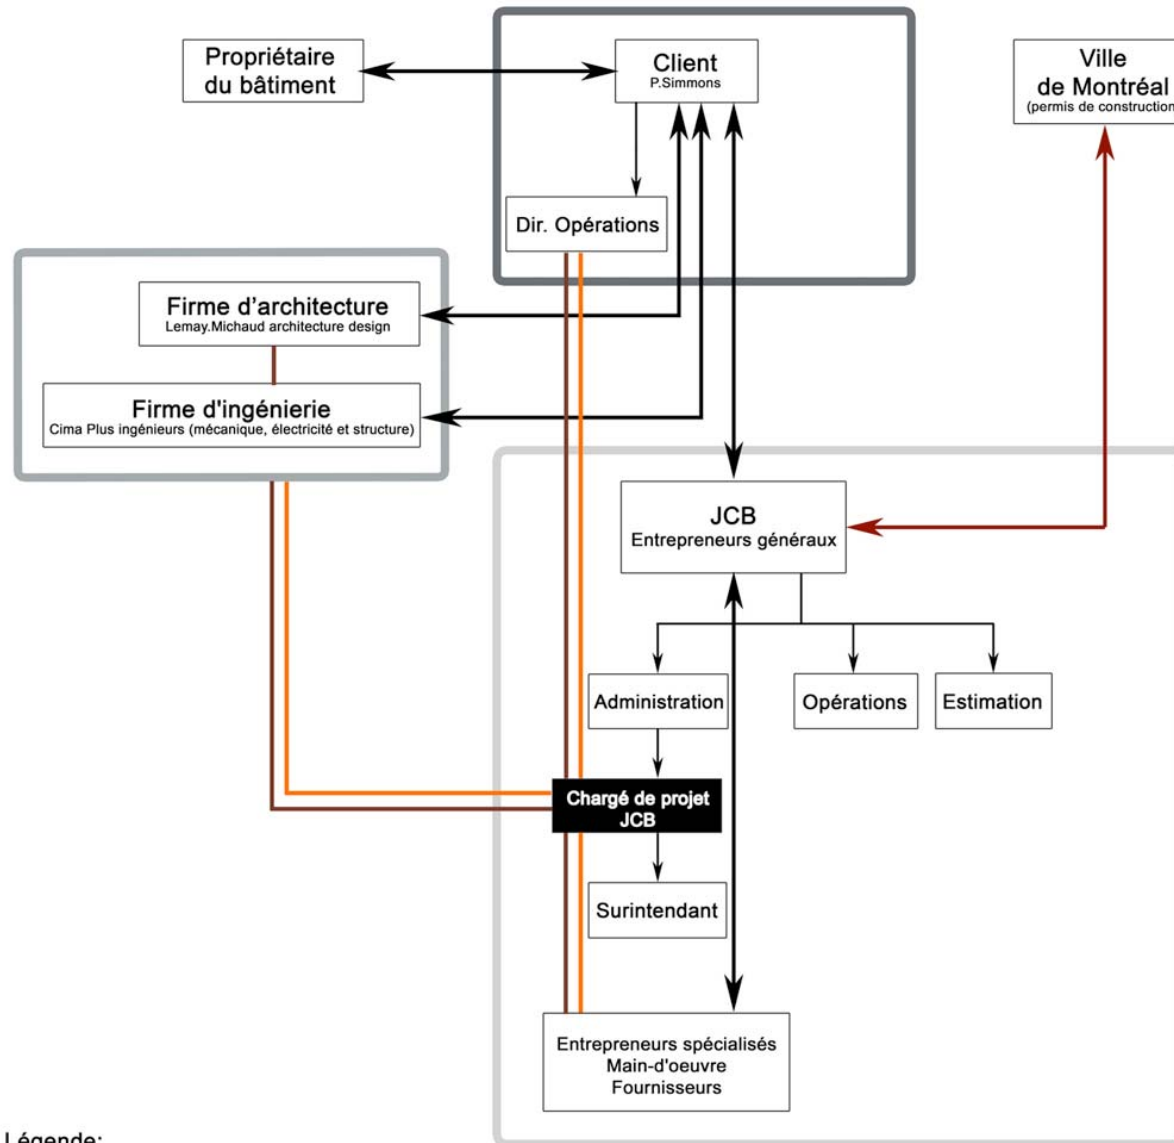 Propriétaire
du bâtiment
Client
P.Simmons
Ville
de Montréal
(permis de construction
Dir. Opérations
Firme d'architecture
Lemay.Michaud architecture design
Firme d'ingénierie
Cima Plus ingénieurs (mécanique, électricité et structure)
JCB
Entrepreneurs généraux
Administration
Opérations
Estimation
Chargé de projet
JCB
Surintendant
Entrepreneurs spécialisés
Main-d'oeuvre
Fournisseurs
Légende: